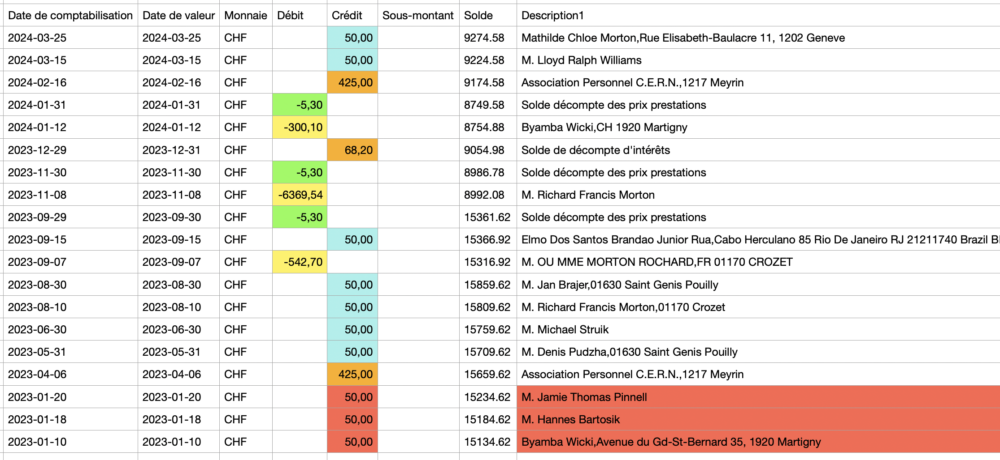 Date de comptabilisation Date de valeur Monnaie Débit Crédit Sous-montant Solde Description1
2024-03-25 2024-03-25 CHF 50,00 9274.58 Mathilde Chloe Morton,Rue Elisabeth-Baulacre 11, 1202 Geneve
2024-03-15 2024-03-15 CHF 50,00 9224.58 M. Lloyd Ralph Williams
2024-02-16 2024-02-16 CHF 425,00 9174.58 Association Personnel C.E.R.N.,1217 Meyrin
2024-01-31 2024-01-31 CHF -5,30 8749.58 Solde décompte des prix prestations
2024-01-12 2024-01-12 CHF -300,10 8754.88 Byamba Wicki,CH 1920 Martigny
2023-12-29 2023-12-31 CHF 68,20 9054.98 Solde de décompte d'intérêts
2023-11-30 2023-11-30 CHF -5,30 8986.78 Solde décompte des prix prestations
2023-11-08 2023-11-08 CHF -6369,54 8992.08 M. Richard Francis Morton
2023-09-29 2023-09-30 CHF -5,30 15361.62 Solde décompte des prix prestations
2023-09-15 2023-09-15 CHF 50,00 15366.92 Elmo Dos Santos Brandao Junior Rua,Cabo Herculano 85 Rio De Janeiro RJ 21211740 Brazil
2023-09-07 2023-09-07 CHF -542,70 15316.92 M. OU MME MORTON ROCHARD,FR 01170 CROZET
2023-08-30 2023-08-30 CHF 50,00 15859.62 M. Jan Brajer,01630 Saint Genis Pouilly
2023-08-10 2023-08-10 CHF 50,00 15809.62 M. Richard Francis Morton,01170 Crozet
2023-06-30 2023-06-30 CHF 50,00 15759.62 M. Michael Struik
2023-05-31 2023-05-31 CHF 50,00 15709.62 M. Denis Pudzha,01630 Saint Genis Pouilly
2023-04-06 2023-04-06 CHF 425,00 15659.62 Association Personnel C.E.R.N.,1217 Meyrin
2023-01-20 2023-01-20 CHF 50,00 15234.62 M. Jamie Thomas Pinnell
2023-01-18 2023-01-18 CHF 50,00 15184.62 M. Hannes Bartosik
2023-01-10 2023-01-10 CHF 50,00 15134.62 Byamba Wicki,Avenue du Gd-St-Bernard 35, 1920 Martigny